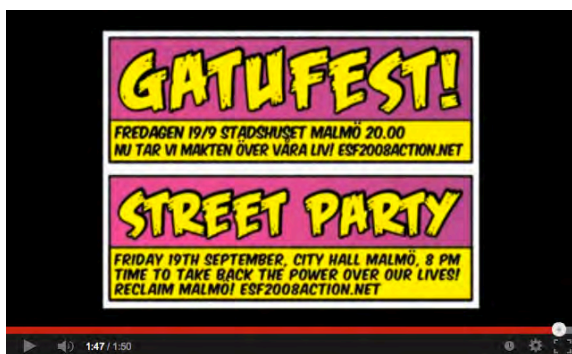 GATUFEST!
FREDAGEN 19/9 STADSHUSET MALMÖ 20.00
NU TAR VI MAKTEN ÖVER VÅRA LIV! ESF2008ACTION.NET
STREET PARTY
FRIDAY 19TH SEPTEMBER, CITY HALL MALMÖ, 8 PM
TIME TO TAKE BACK THE POWER OVER OUR LIVES!
RECLAIM MALMÖ! ESF2008ACTION.NET
1:47 / 1:50